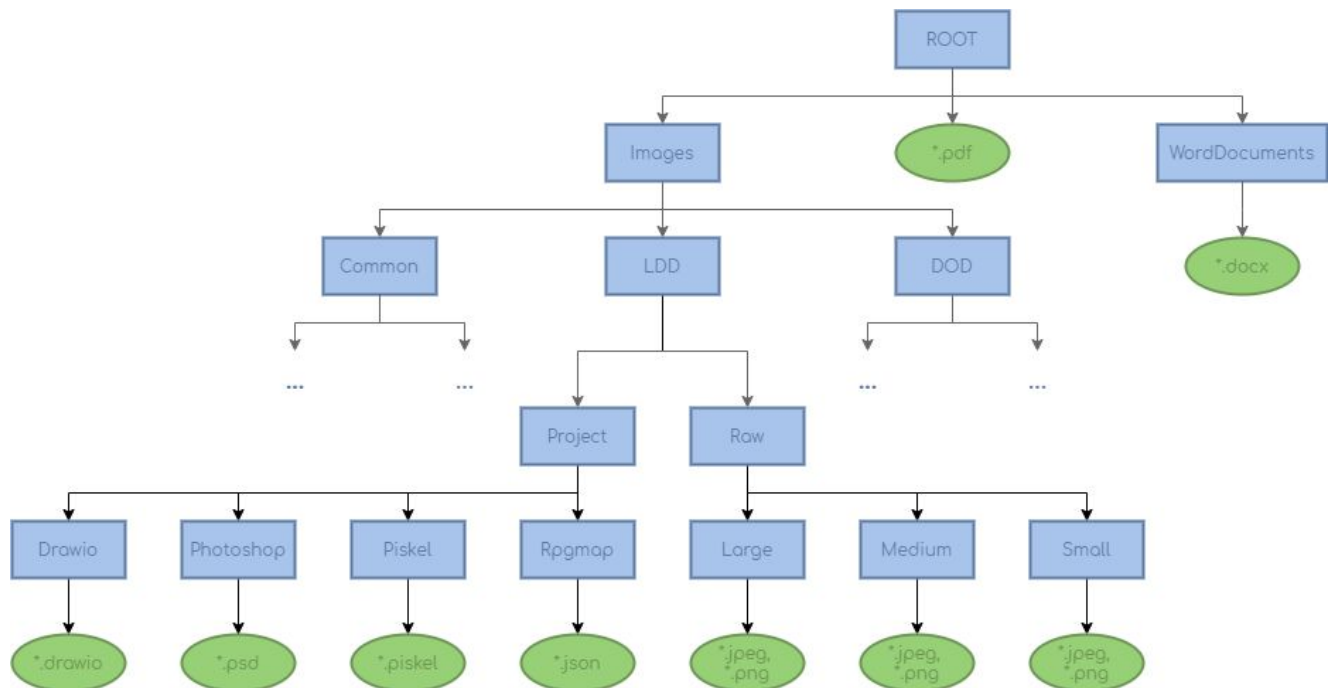 ROOT
Images
*.pdf
WordDocuments
Common
LDD
DOD
*.docx
...
...
...
...
Project
Raw
Drawio
Photoshop
Piskel
Rpgmap
Large
Medium
Small
*.drawio
*.psd
*.piskel
*.json
*.jpeg,
*.png
*.jpeg,
*.png
*.jpeg,
*.png